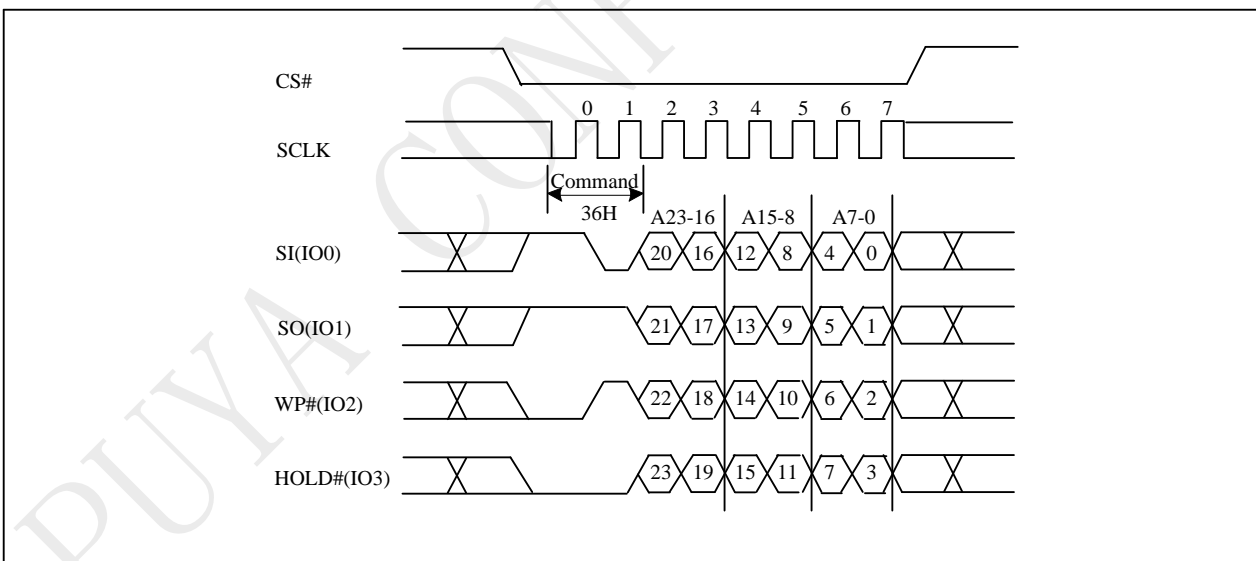 CS#
0 1 2 3 4 5 6 7
SCLK
Command
36H
A23-16 A15-8 A7-0
SI(IO0) 20 16 12 8 4 0
SO(IO1) 21 17 13 9 5 1
WP#(IO2) 22 18 14 10 6 2
HOLD#(IO3) 23 19 15 11 7 3
PUYA CONF